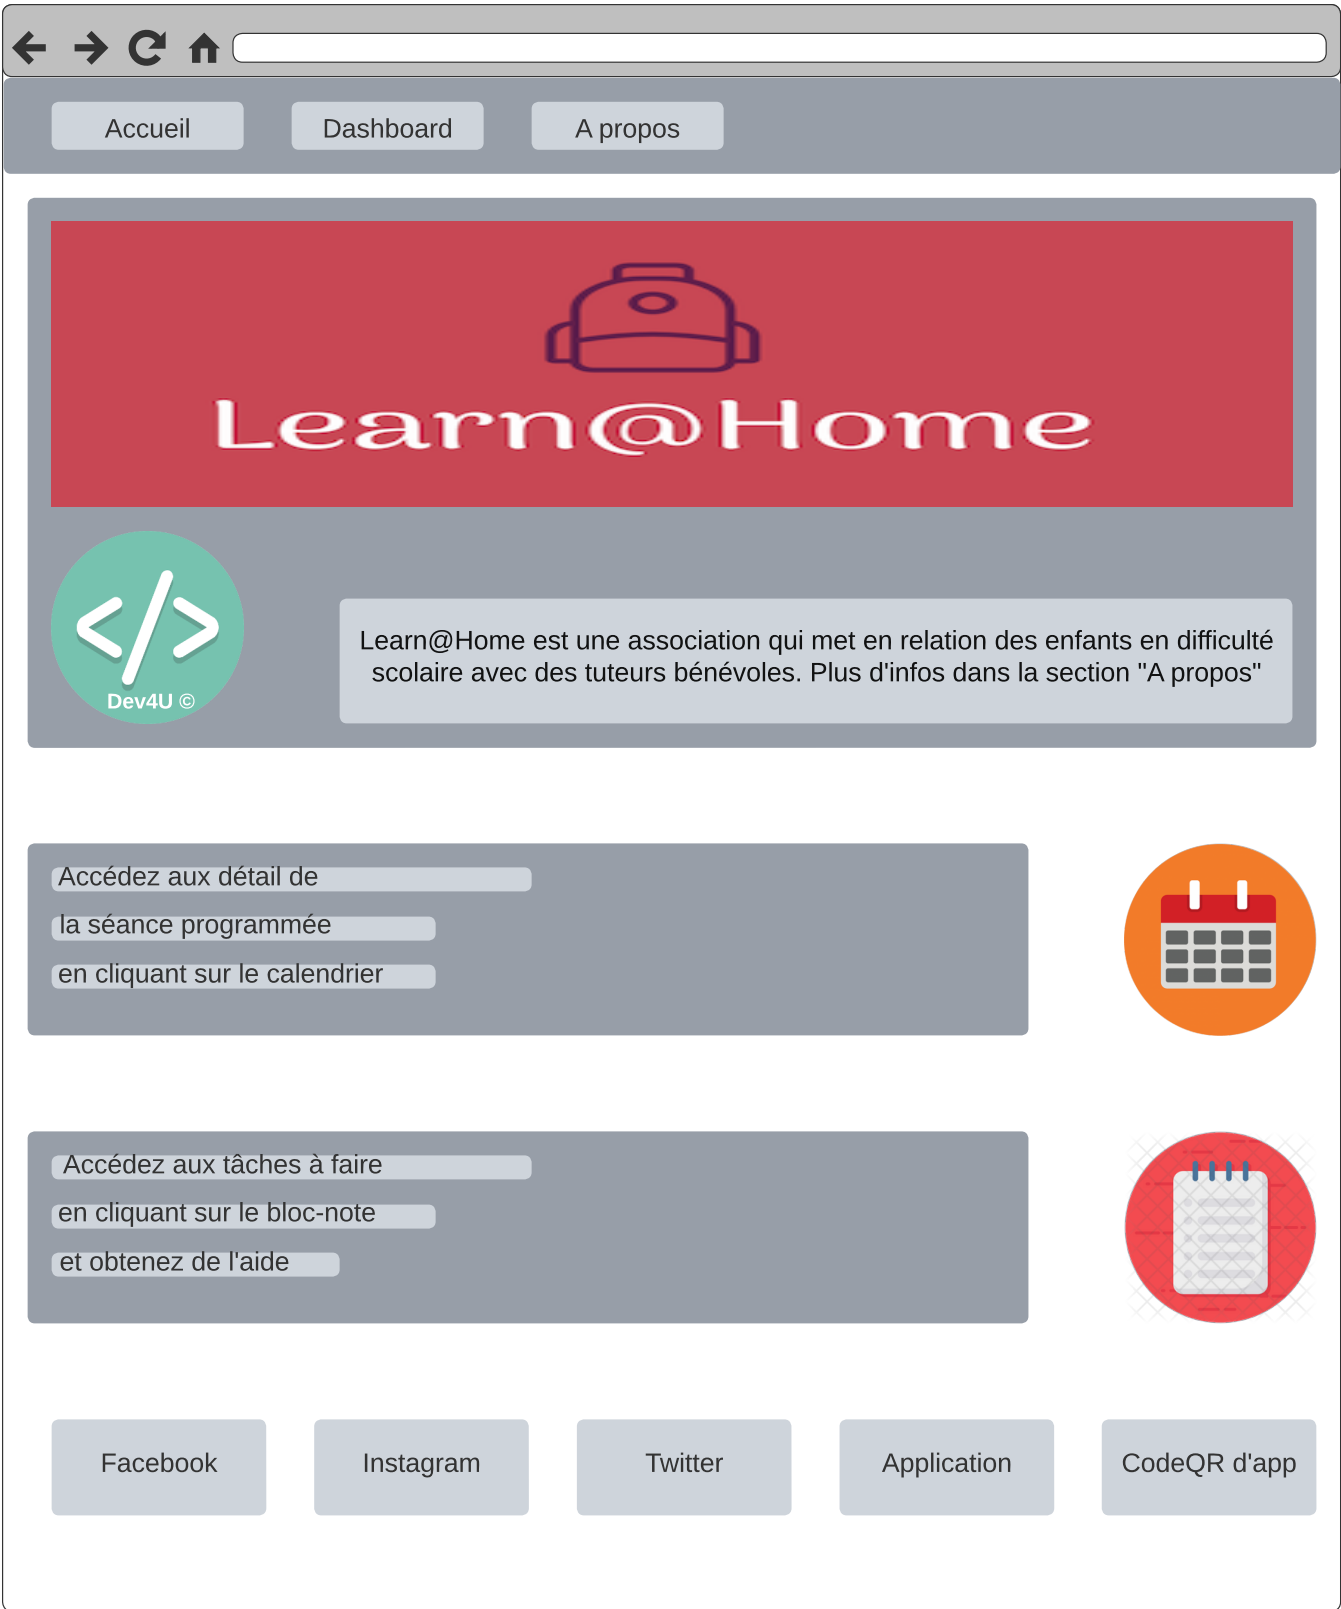 Accueil
Dashboard
A propos
Learn@Home
Dev4U ©
Learn@Home est une association qui met en relation des enfants en difficulté
scolaire avec des tuteurs bénévoles. Plus d'infos dans la section "A propos"
Accédez aux détail de
la séance programmée
en cliquant sur le calendrier
Accédez aux tâches à faire
en cliquant sur le bloc-note
et obtenez de l'aide
Facebook
Instagram
Twitter
Application
CodeQR d'app